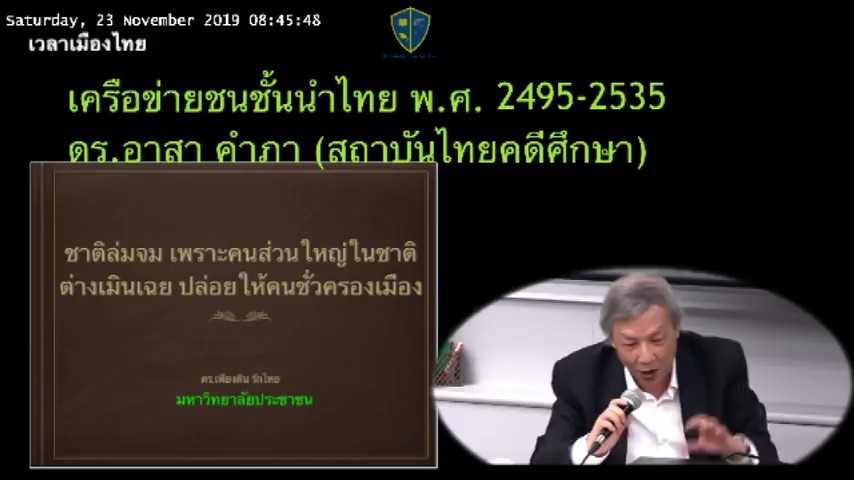 Saturday, 23 November 2019 08:45:48
เวลาเมืองไทย
เครือข่ายชนชั้นนำไทย พ.ศ. 2495-2535
ดร.อาสา คำภา (สถาบันไทยคดีศึกษา)
ชาติล่มจม เพราะคนส่วนใหญ่ในชาติ
ต่างเมินเฉย ปล่อยให้คนชั่วครองเมือง
ดร.เพียงดิน รักไทย
มหาวิทยาลัยประชาชน